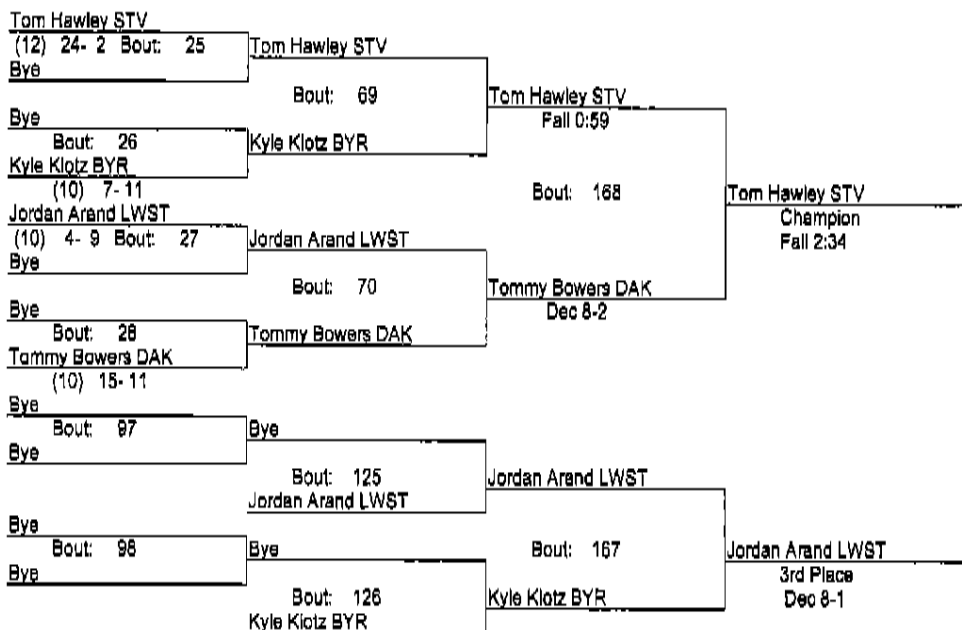 Tom Hawley STV
(12) 24- 2 Bout: 25
Bye
Tom Hawley STV
Bout: 69
Tom Hawley STV
Fall 0:59
Bye
Bout: 26
Kyle Klotz BYR
Kyle Klotz BYR
(10) 7- 11
Bout: 168
Tom Hawley STV
Champion
Fall 2:34
Jordan Arand LWST
(10) 4- 9 Bout: 27
Bye
Jordan Arand LWST
Bout: 70
Tommy Bowers DAK
Dec 8-2
Bye
Bout: 28
Tommy Bowers DAK
Tommy Bowers DAK
(10) 15- 11
Bye
Bout: 97
Bye
Bye
Bout: 125
Jordan Arand LWST
Jordan Arand LWST
Bye
Bout: 98
Bye
Bye
Bout: 167
Jordan Arand LWST
3rd Place
Dec 8-1
Bout: 126
Kyle Klotz BYR
Kyle Klotz BYR